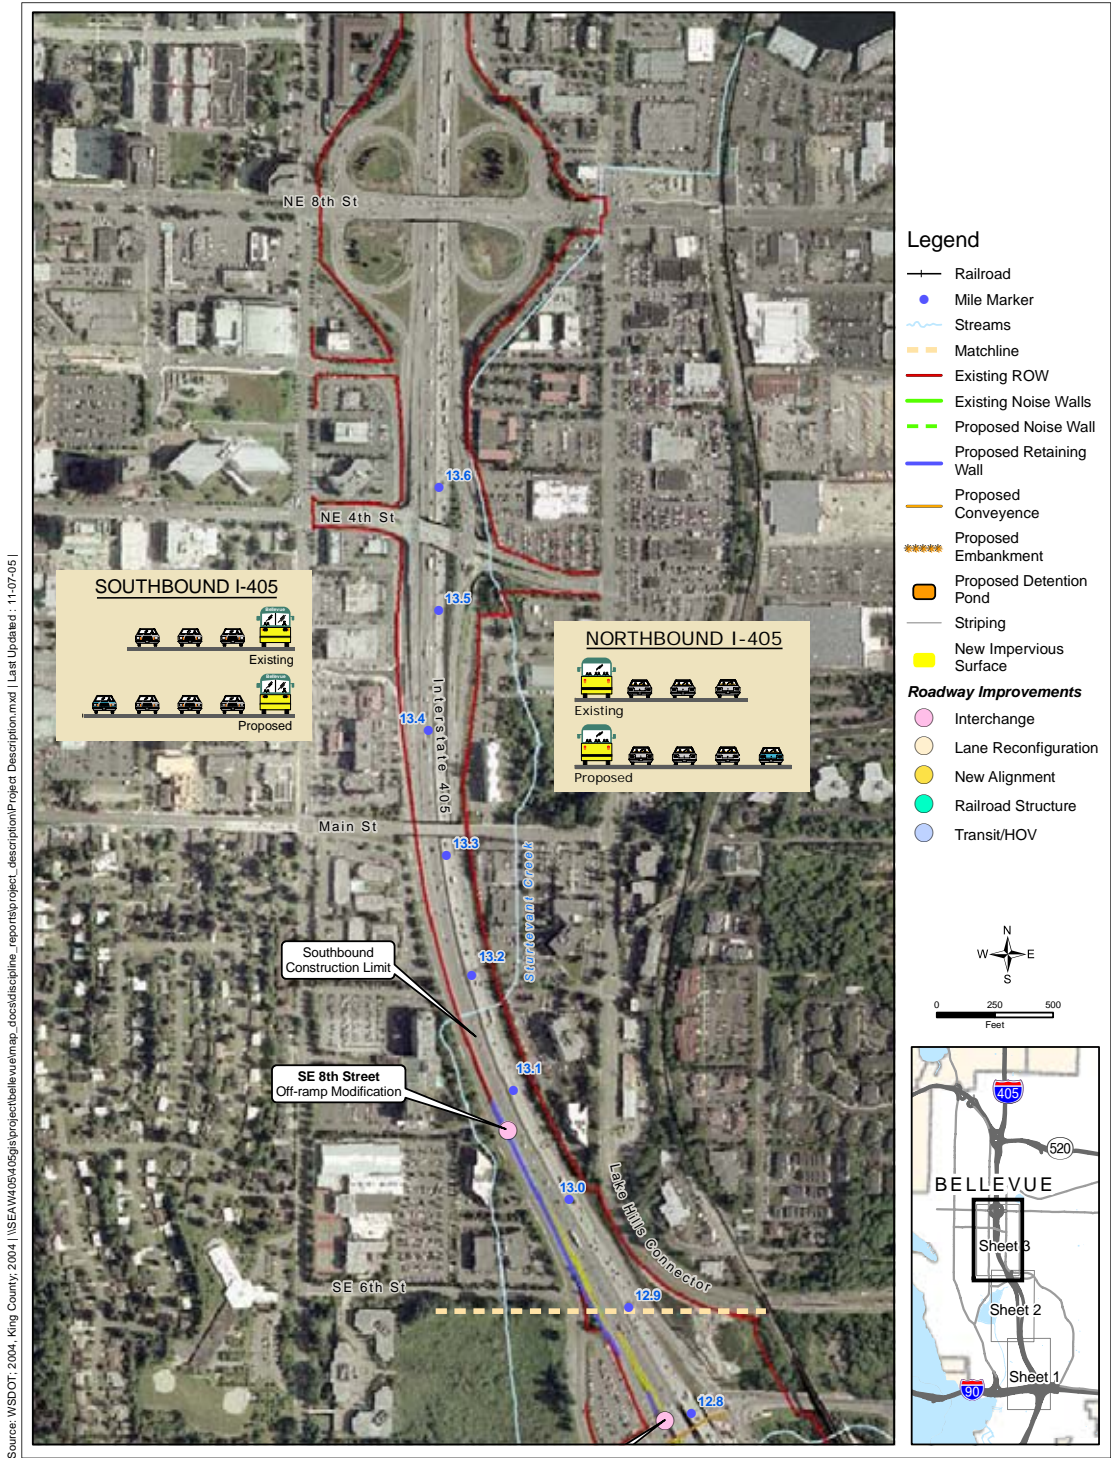 Source: WSDOT; 2004, King County; 2004 | \\SEAW405\405gis\project\bellevue\map_docs\discipline_reports\project_description\Project Description.mxd | Last Updated : 11-07-05 |
NE 8th St
13.6
NE 4th St
SOUTHBOUND I-405
Bellevue
Existing
Bellevue
Proposed
13.5
NORTHBOUND I-405
Existing
Proposed
13.4
Interstate 405
Main St
13.3
Sturtevant Creek
Southbound
Construction Limit
13.2
SE 8th Street
Off-ramp Modification
13.1
13.0
Lake Hills Connector
SE 6th St
12.9
12.8
Legend
Railroad
Mile Marker
Streams
Matchline
Existing ROW
Existing Noise Walls
Proposed Noise Wall
Proposed Retaining
Wall
Proposed
Conveyence
Proposed
Embankment
Proposed Detention
Pond
Striping
New Impervious
Surface
Roadway Improvements
Interchange
Lane Reconfiguration
New Alignment
Railroad Structure
Transit/HOV
N
W E
S
0 250 500
Feet
405
520
BELLEVUE
Sheet 3
Sheet 2
Sheet 1
90